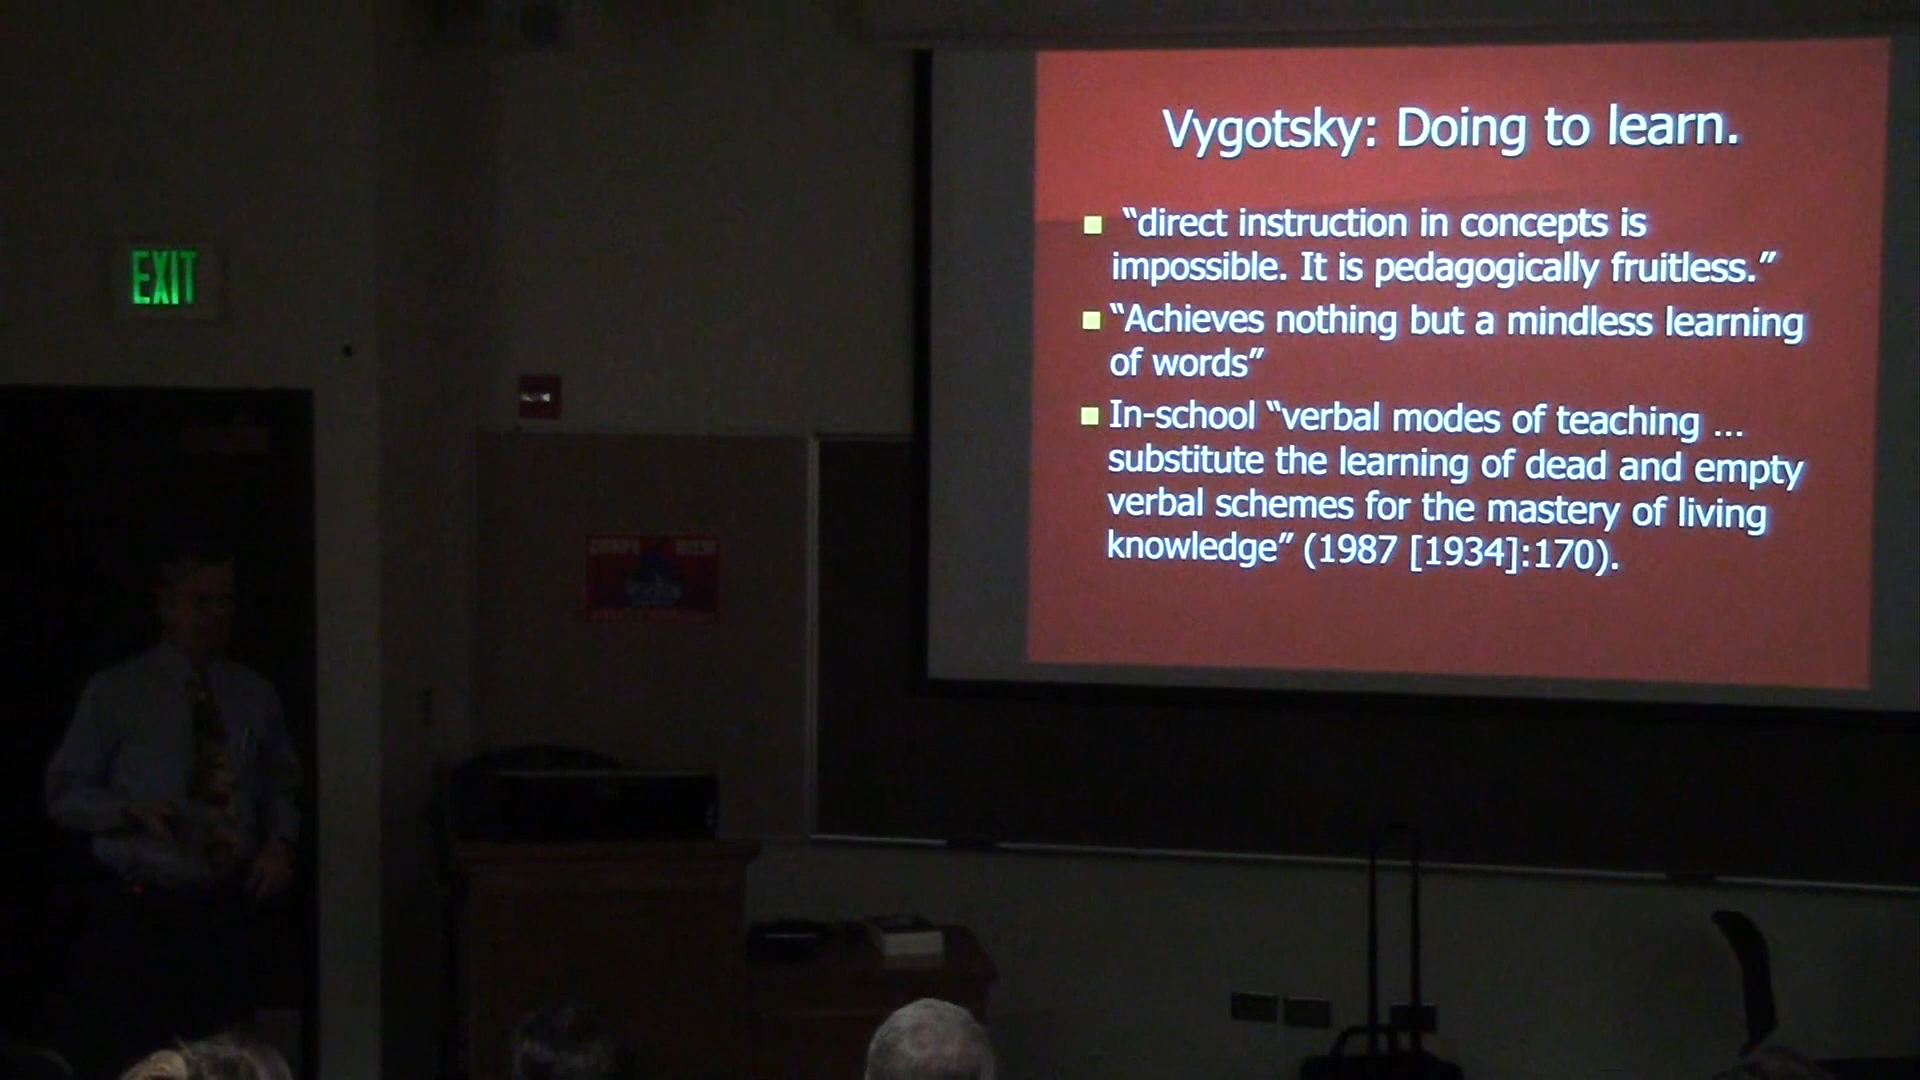 Vygotsky: Doing to learn.
“direct instruction in concepts is
impossible. It is pedagogically fruitless.”
“Achieves nothing but a mindless learning
of words”
In-school “verbal modes of teaching ...
substitute the learning of dead and empty
verbal schemes for the mastery of living
knowledge” (1987 [1934]:170).
EXIT